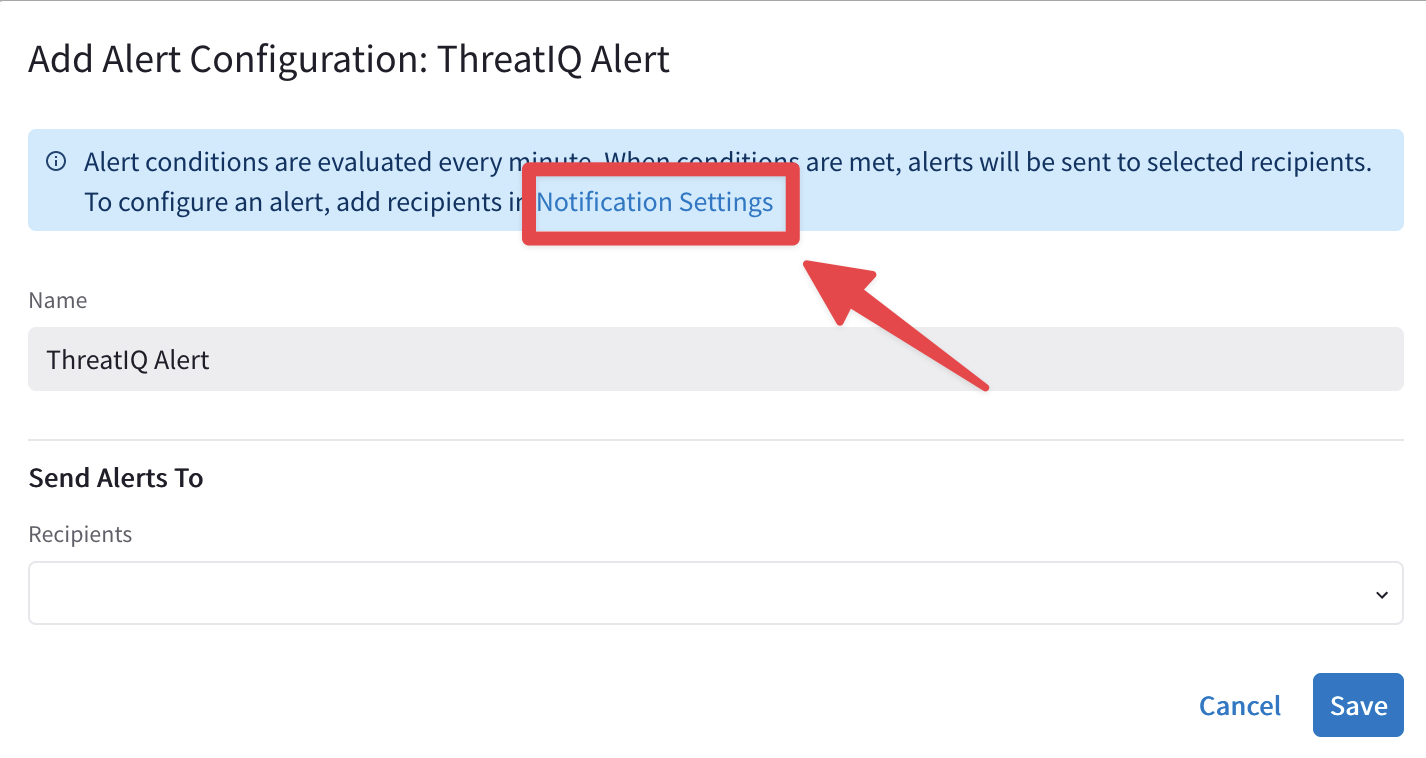 Add Alert Configuration: ThreatIQ Alert
Alert conditions are evaluated every minute. When conditions are met, alerts will be sent to selected recipients.
To configure an alert, add recipients in Notification Settings
Name
ThreatIQ Alert
Send Alerts To
Recipients
Cancel
Save